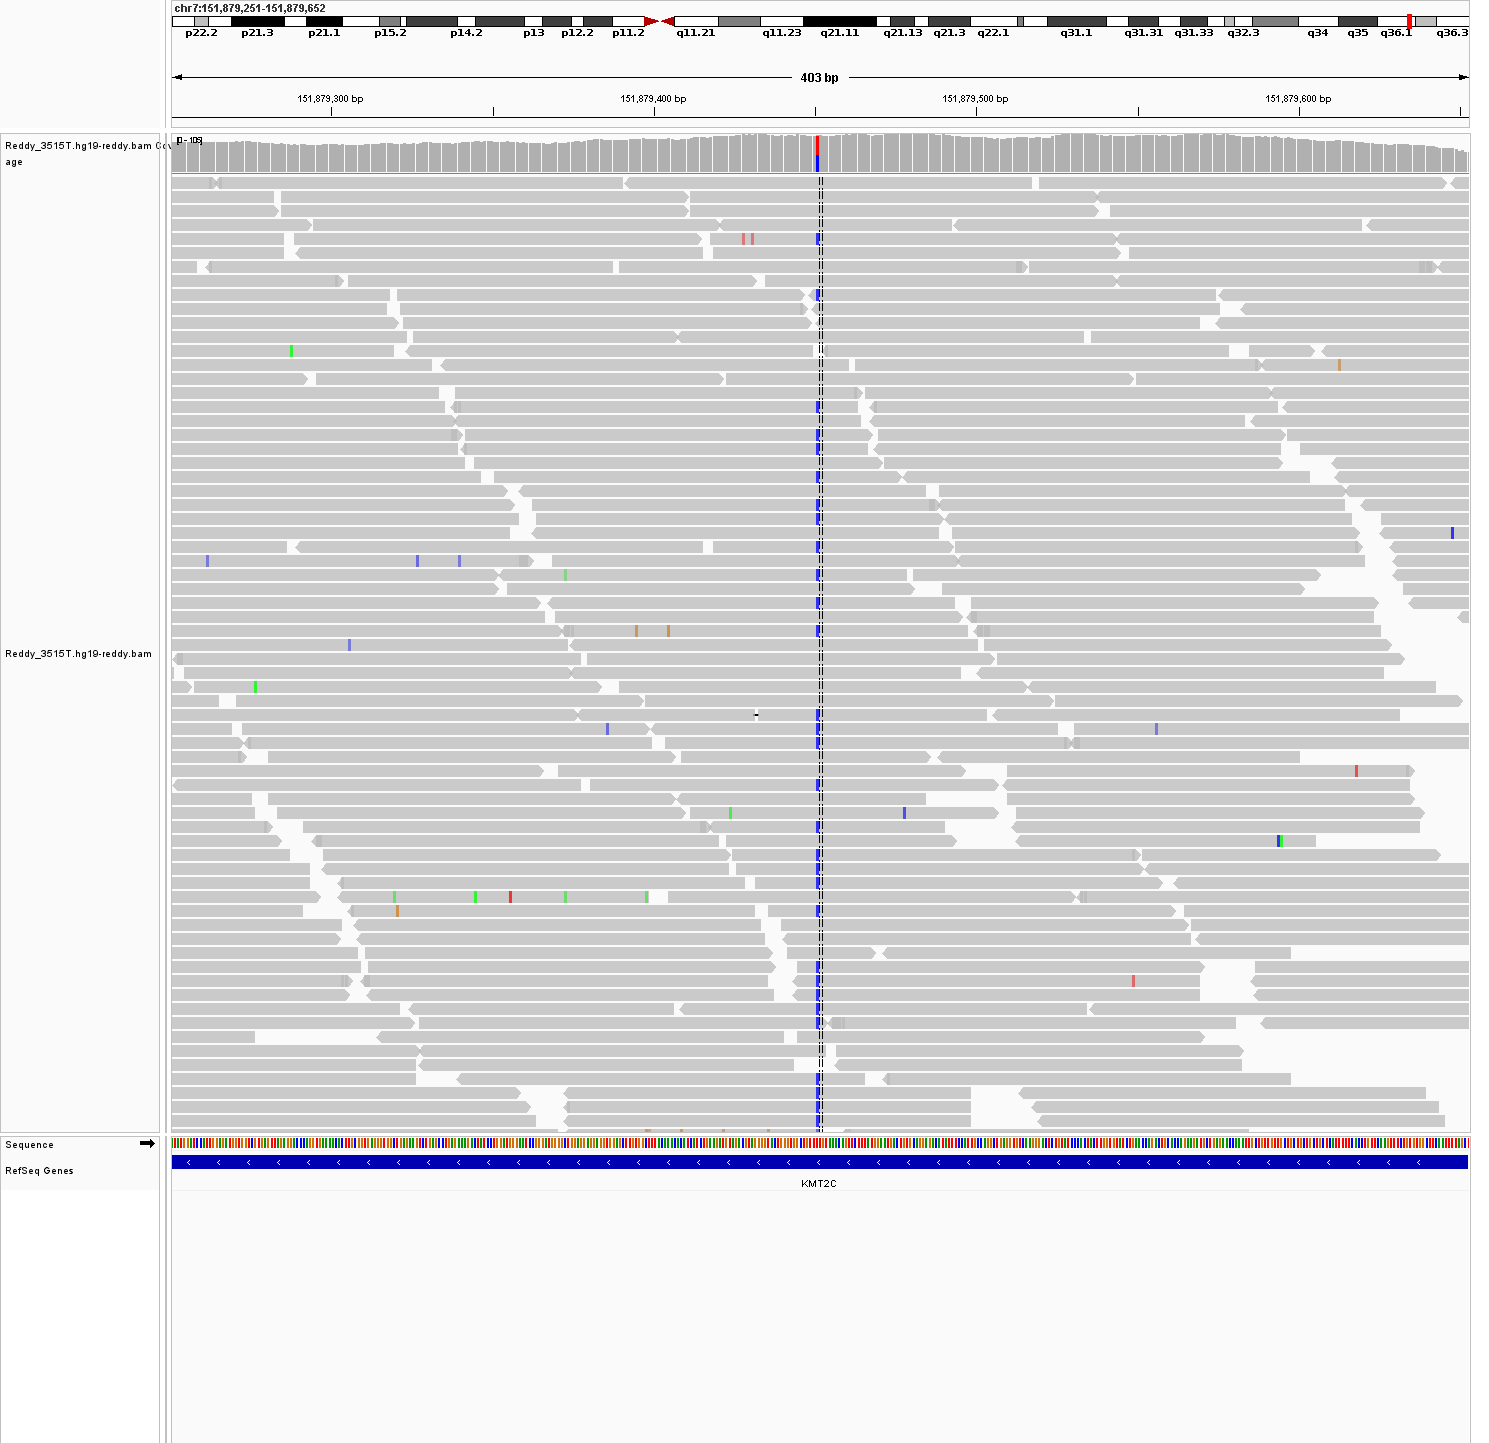 chr7:151,879,251-151,879,652
p22.2 p21.3 p21.1 p15.2 p14.2 p13 p12.2 p11.2 q11.21 q11.23 q21.11 q21.13 q21.3 q22.1 q31.1 q31.31 q31.33 q32.3 q34 q35 q36.1 q36.3
403 bp
151,879,300 bp 151,879,400 bp 151,879,500 bp 151,879,600 bp
Reddy_3515T.hg19-reddy.bam Cov
age
Reddy_3515T.hg19-reddy.bam
Sequence
RefSeq Genes
KMT2C